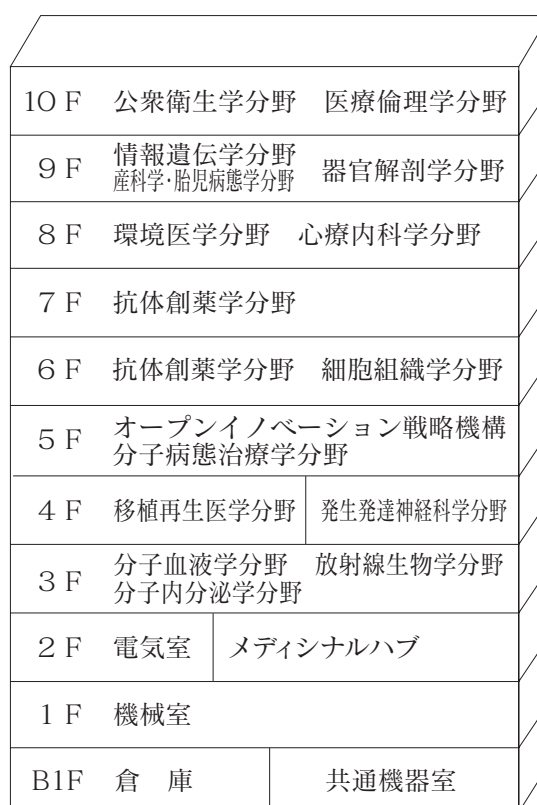 10F 公衆衛生学分野 医療倫理学分野
9F 情報遺伝学分野 産科学・胎児病態学分野 器官解剖学分野
8F 環境医学分野 心療内科学分野
7F 抗体創薬学分野
6F 抗体創薬学分野 細胞組織学分野
5F オープンイノベーション戦略機構
分子病態治療学分野
4F 移植再生医学分野 発生発達神経科学分野
3F 分子血液学分野 放射線生物学分野
分子内分泌学分野
2F 電気室 メディシナルハブ
1F 機械室
B1F 倉庫 共通機器室